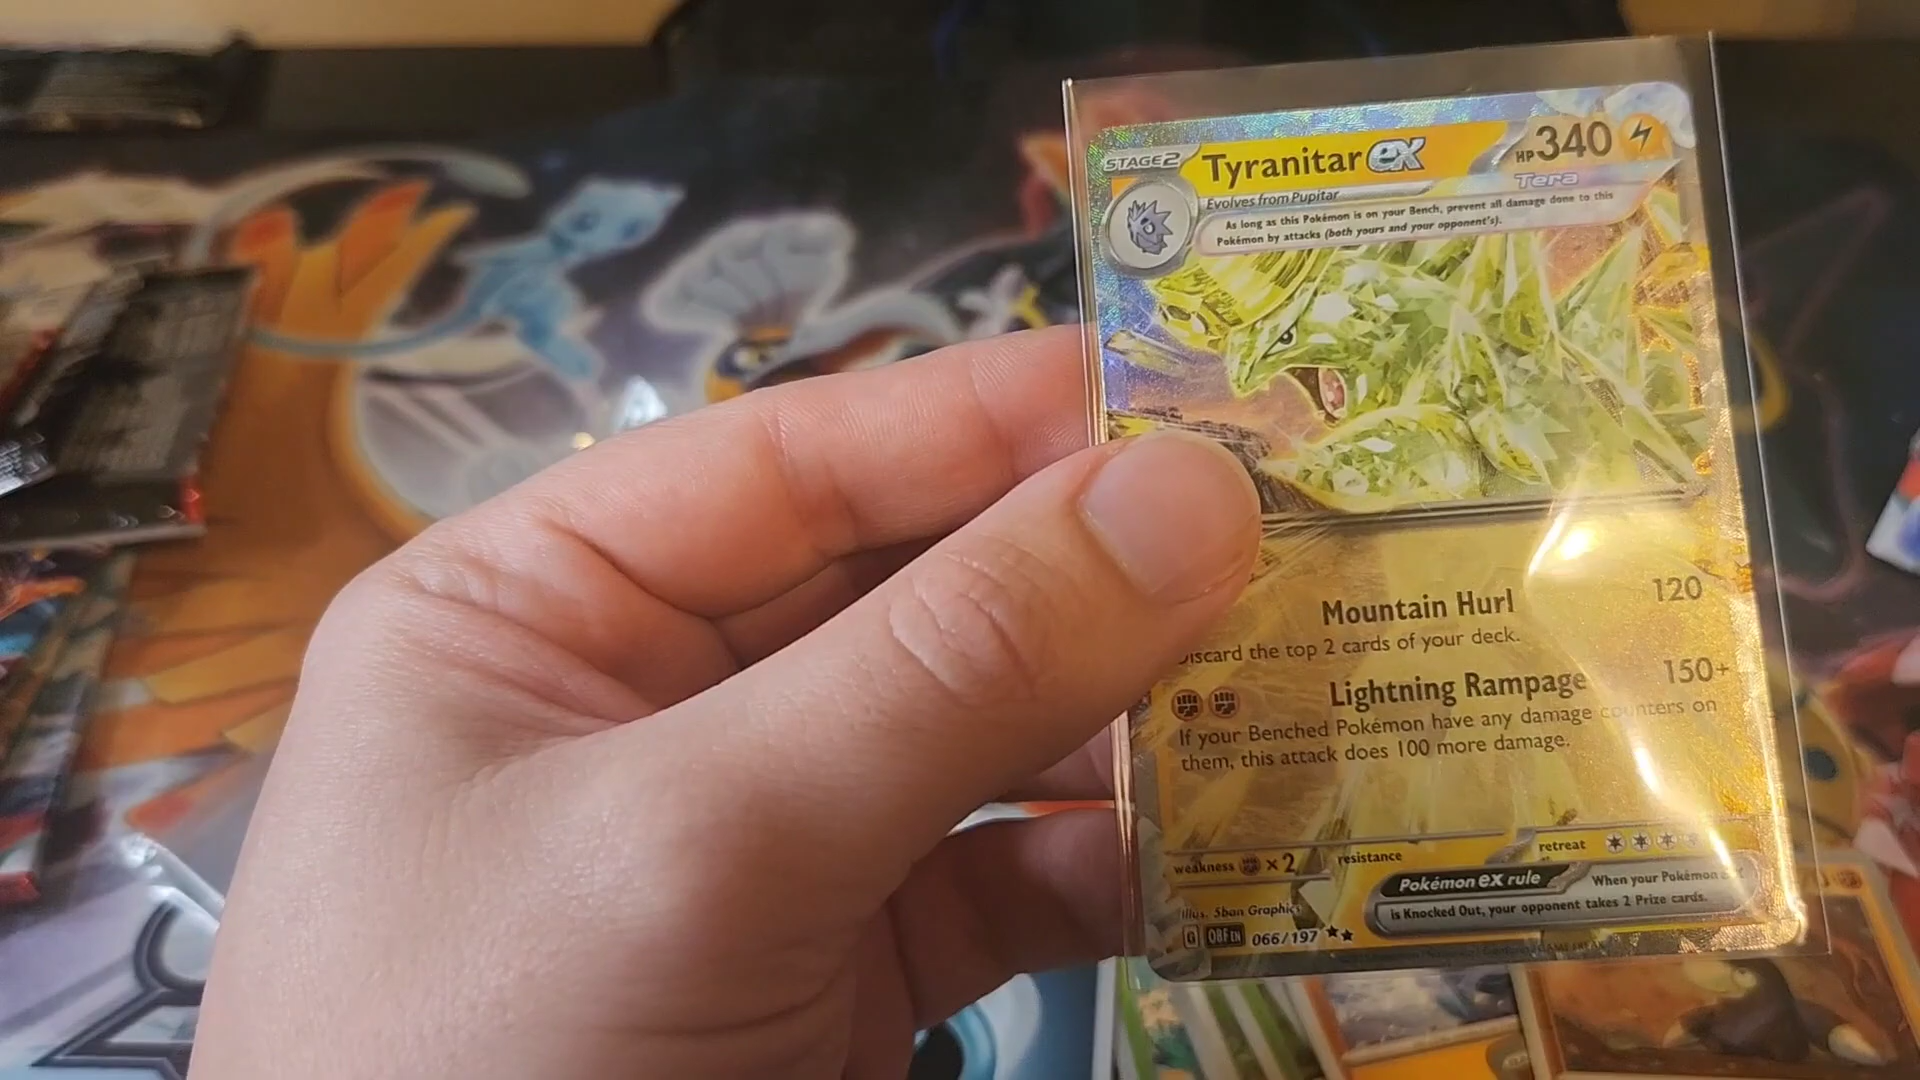 STAGE2 Tyranitar ex HP 340
Tera
Evolves from Pupitar
As long as this Pokémon is on your Bench, prevent all damage done to this
Pokémon by attacks (both yours and your opponent's).
Mountain Hurl 120
the top 2 cards of your deck.
Lightning Rampage 150+
If your Benched Pokémon have any damage counters on
them, this attack does 100 more damage.
weakness ×2 resistance retreat
Pokémon ex rule When your Pokémon
is Knocked Out, your opponent takes 2 Prize cards.
Illus. 5ban Graphics
G OBF EN 066/197